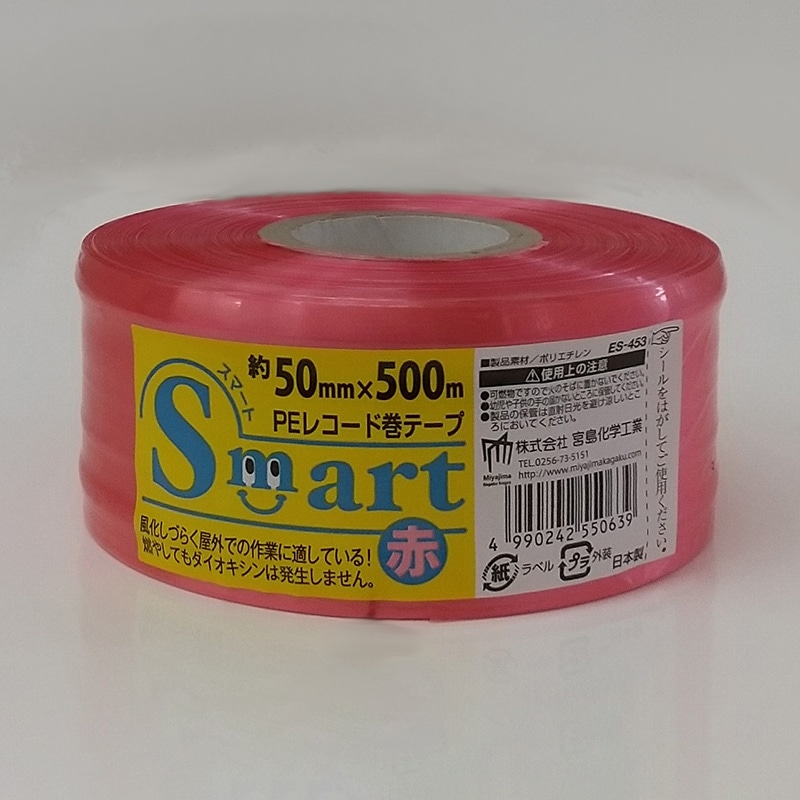 約50mm×500m
スマート
PEレコード巻テープ
Smart
赤
風化しづらく屋外での作業に適している!
燃やしてもダイオキシンは発生しません。
■製品素材/ポリエチレン ES-453
⚠使用上の注意
●可燃物ですので火のそばに置かないでください。
●幼児や子供の手の届かないところに保管してください。
●製品の保管は直射日光を避け涼しいところにおいてください。
Miyajima
株式会社 宮島化学工業
TEL.0256-73-5151
http://www.miyajimakagaku.com
4 990242 550639
紙 ラベル
プラ 外装
日本製
シールをはがしてご使用ください。